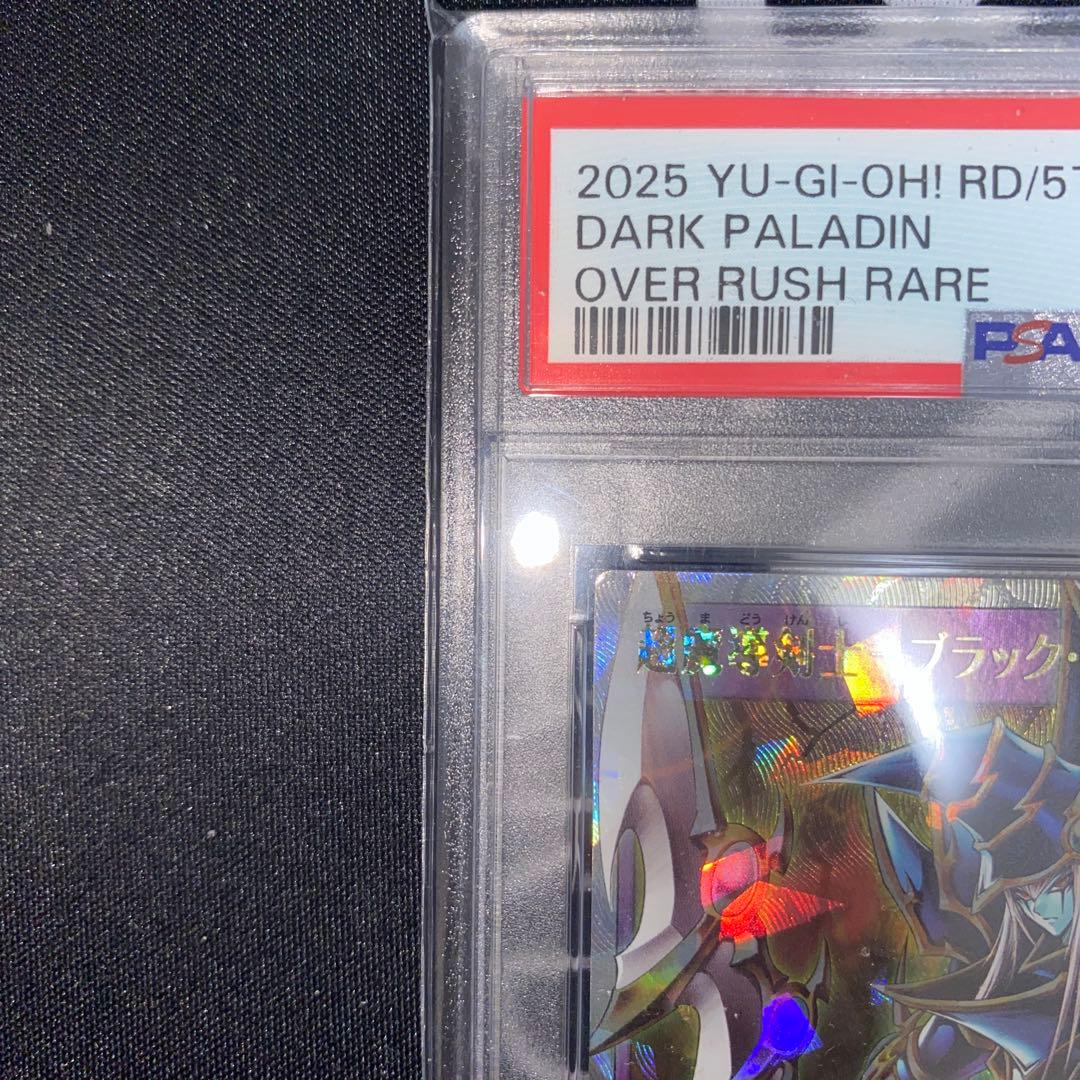 2025 YU-GI-OH! RD/5
DARK PALADIN
OVER RUSH RARE
PSA
ちょう ま どう けん し
超魔導剣士－ブラック・